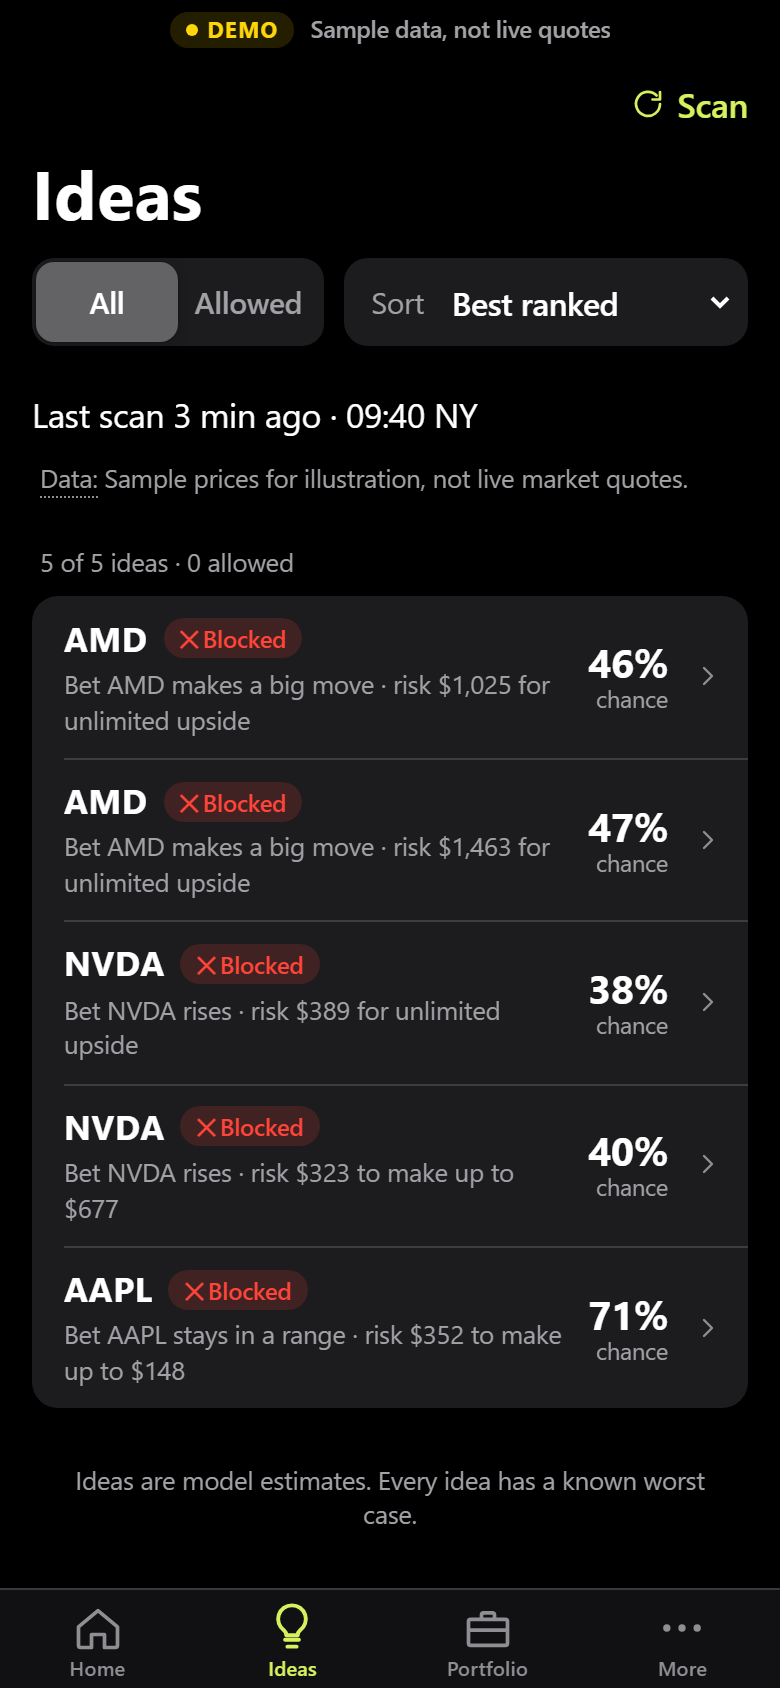 DEMO Sample data, not live quotes
Scan
Ideas
All Allowed Sort Best ranked
Last scan 3 min ago · 09:40 NY
Data: Sample prices for illustration, not live market quotes.
5 of 5 ideas · 0 allowed
AMD Blocked
Bet AMD makes a big move · risk $1,025 for
unlimited upside
46%
chance
AMD Blocked
Bet AMD makes a big move · risk $1,463 for
unlimited upside
47%
chance
NVDA Blocked
Bet NVDA rises · risk $389 for unlimited
upside
38%
chance
NVDA Blocked
Bet NVDA rises · risk $323 to make up to
$677
40%
chance
AAPL Blocked
Bet AAPL stays in a range · risk $352 to make
up to $148
71%
chance
Ideas are model estimates. Every idea has a known worst
case.
Home Ideas Portfolio More